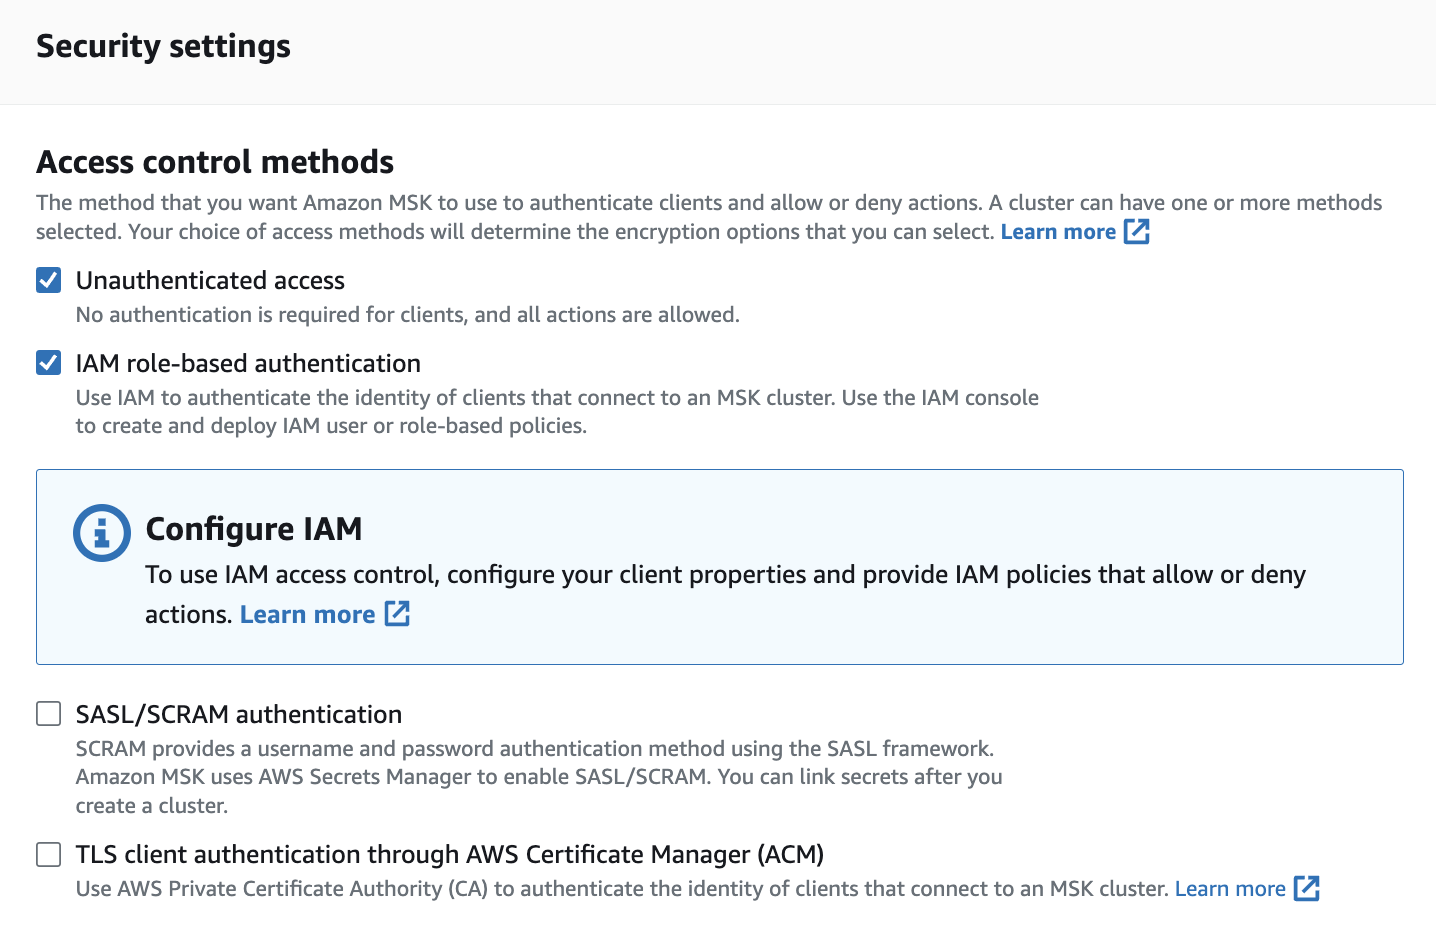 Security settings
Access control methods
The method that you want Amazon MSK to use to authenticate clients and allow or deny actions. A cluster can have one or more methods
selected. Your choice of access methods will determine the encryption options that you can select. Learn more
Unauthenticated access
No authentication is required for clients, and all actions are allowed.
IAM role-based authentication
Use IAM to authenticate the identity of clients that connect to an MSK cluster. Use the IAM console
to create and deploy IAM user or role-based policies.
Configure IAM
To use IAM access control, configure your client properties and provide IAM policies that allow or deny
actions. Learn more
SASL/SCRAM authentication
SCRAM provides a username and password authentication method using the SASL framework.
Amazon MSK uses AWS Secrets Manager to enable SASL/SCRAM. You can link secrets after you
create a cluster.
TLS client authentication through AWS Certificate Manager (ACM)
Use AWS Private Certificate Authority (CA) to authenticate the identity of clients that connect to an MSK cluster. Learn more